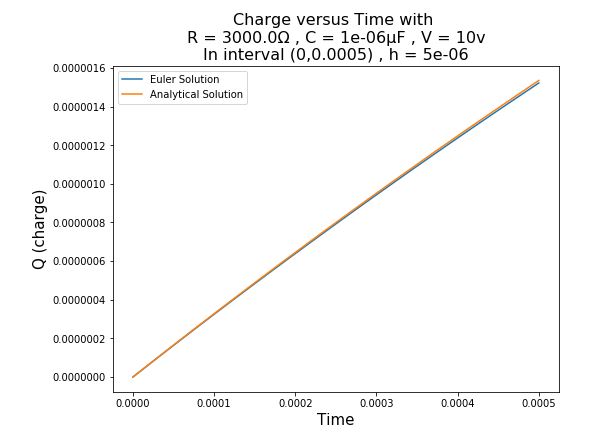 Charge versus Time with
R = 3000.0Ω , C = 1e-06μF , V = 10v
In interval (0,0.0005) , h = 5e-06
Euler Solution
Analytical Solution
0.0000016
0.0000014
0.0000012
0.0000010
0.0000008
0.0000006
0.0000004
0.0000002
0.0000000
Q (charge)
0.0000 0.0001 0.0002 0.0003 0.0004 0.0005
Time